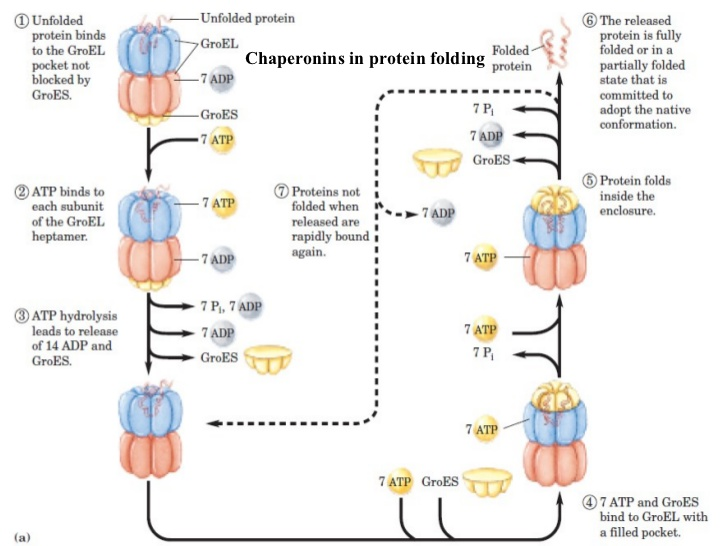 Chaperonins in protein folding
① Unfolded
protein binds
to the GroEL
pocket not
blocked by
GroES.
Unfolded protein
GroEL
7 ADP
GroES
7 ATP
② ATP binds to
each subunit
of the GroEL
heptamer.
7 ATP
7 ADP
③ ATP hydrolysis
leads to release
of 14 ADP and
GroES.
7 Pi, 7 ADP
7 ADP
GroES
7 ATP GroES
④ 7 ATP and GroES
bind to GroEL with
a filled pocket.
7 ATP
7 ATP
7 Pi
⑤ Protein folds
inside the
enclosure.
7 ATP
7 Pi
7 ADP
GroES
Folded
protein
⑥ The released
protein is fully
folded or in a
partially folded
state that is
committed to
adopt the native
conformation.
⑦ Proteins not
folded when
released are
rapidly bound
again.
7 ADP
(a)